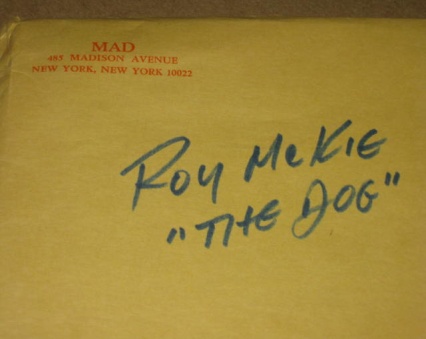 MAD
485 MADISON AVENUE
NEW YORK, NEW YORK 10022
Roy McKIE
"THE DOG"